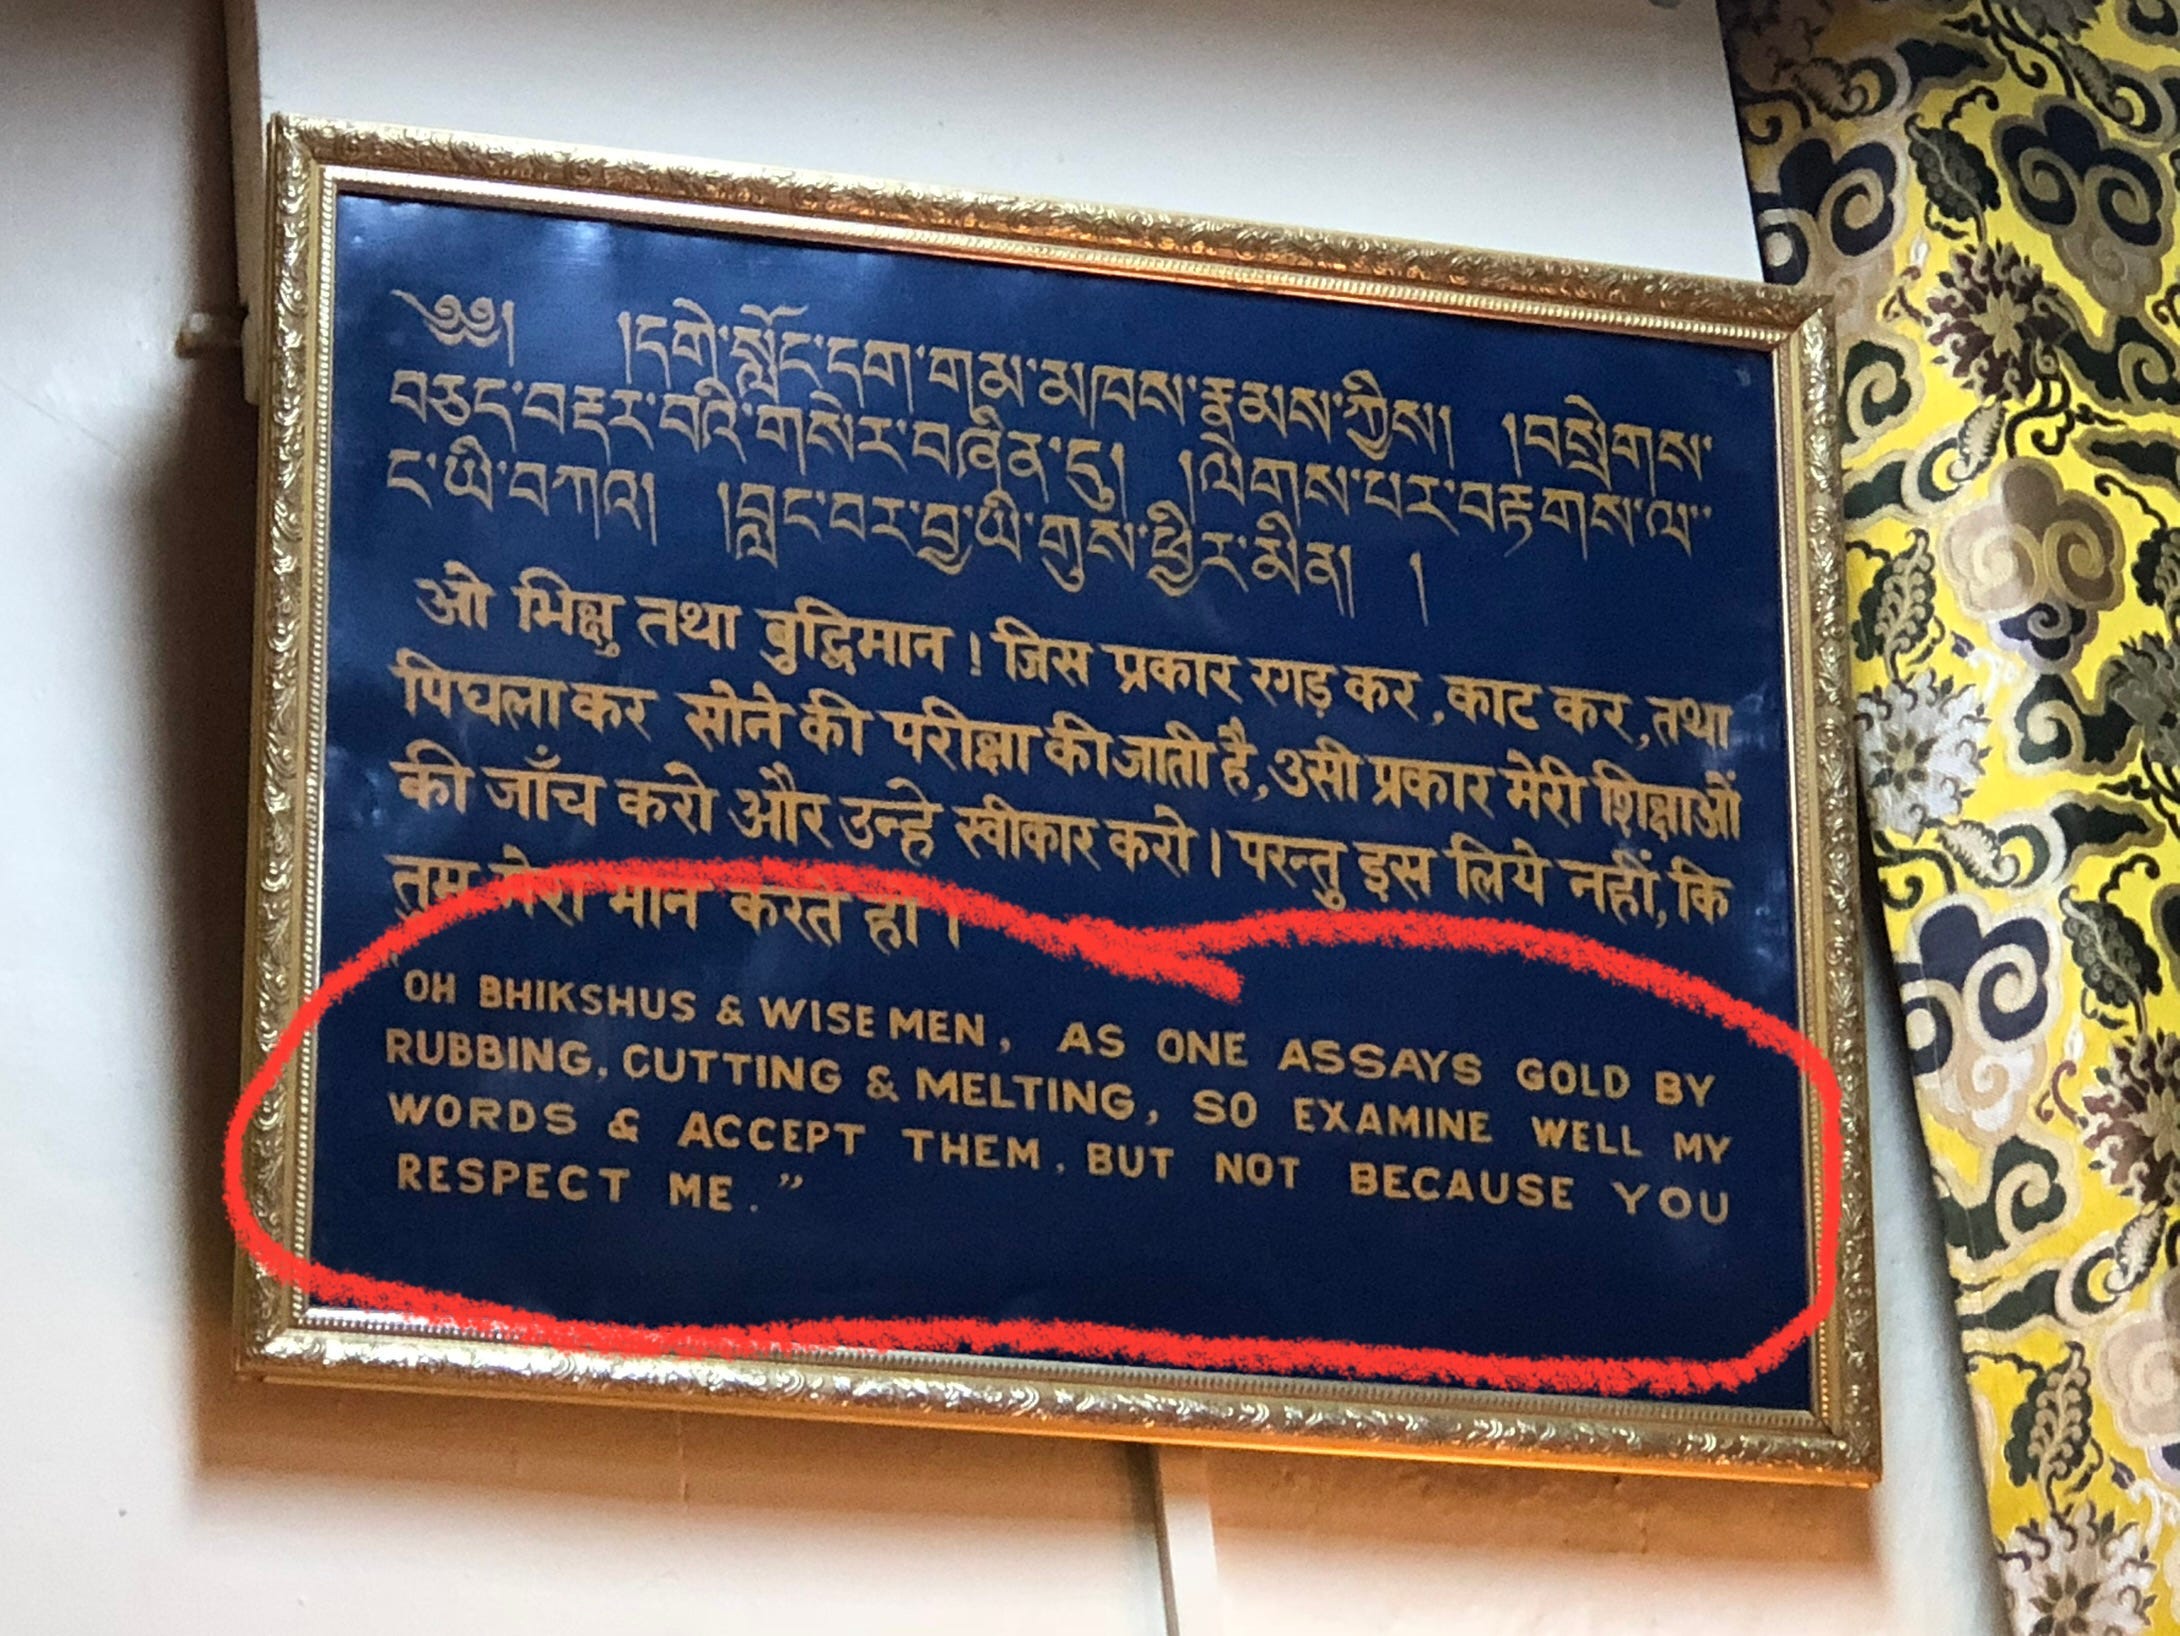 ༄༅། །དགེ་སློང་དག་གམ་མཁས་རྣམས་ཀྱིས། །བསྲེགས་
བཅད་བརྡར་བའི་གསེར་བཞིན་དུ། །ལེགས་པར་བརྟགས་ལ་
ང་ཡི་བཀའ། །བླང་བར་བྱ་ཡི་གུས་ཕྱིར་མིན། །
ओ भिक्षु तथा बुद्धिमान ! जिस प्रकार रगड़ कर, काट कर, तथा
पिघला कर सोने की परीक्षा की जाती है, उसी प्रकार मेरी शिक्षाओं
की जाँच करो और उन्हे स्वीकार करो । परन्तु इस लिये नहीं, कि
तुम मेरा मान करते हो ।
"OH BHIKSHUS & WISE MEN, AS ONE ASSAYS GOLD BY
RUBBING, CUTTING & MELTING, SO EXAMINE WELL MY
WORDS & ACCEPT THEM, BUT NOT BECAUSE YOU
RESPECT ME."